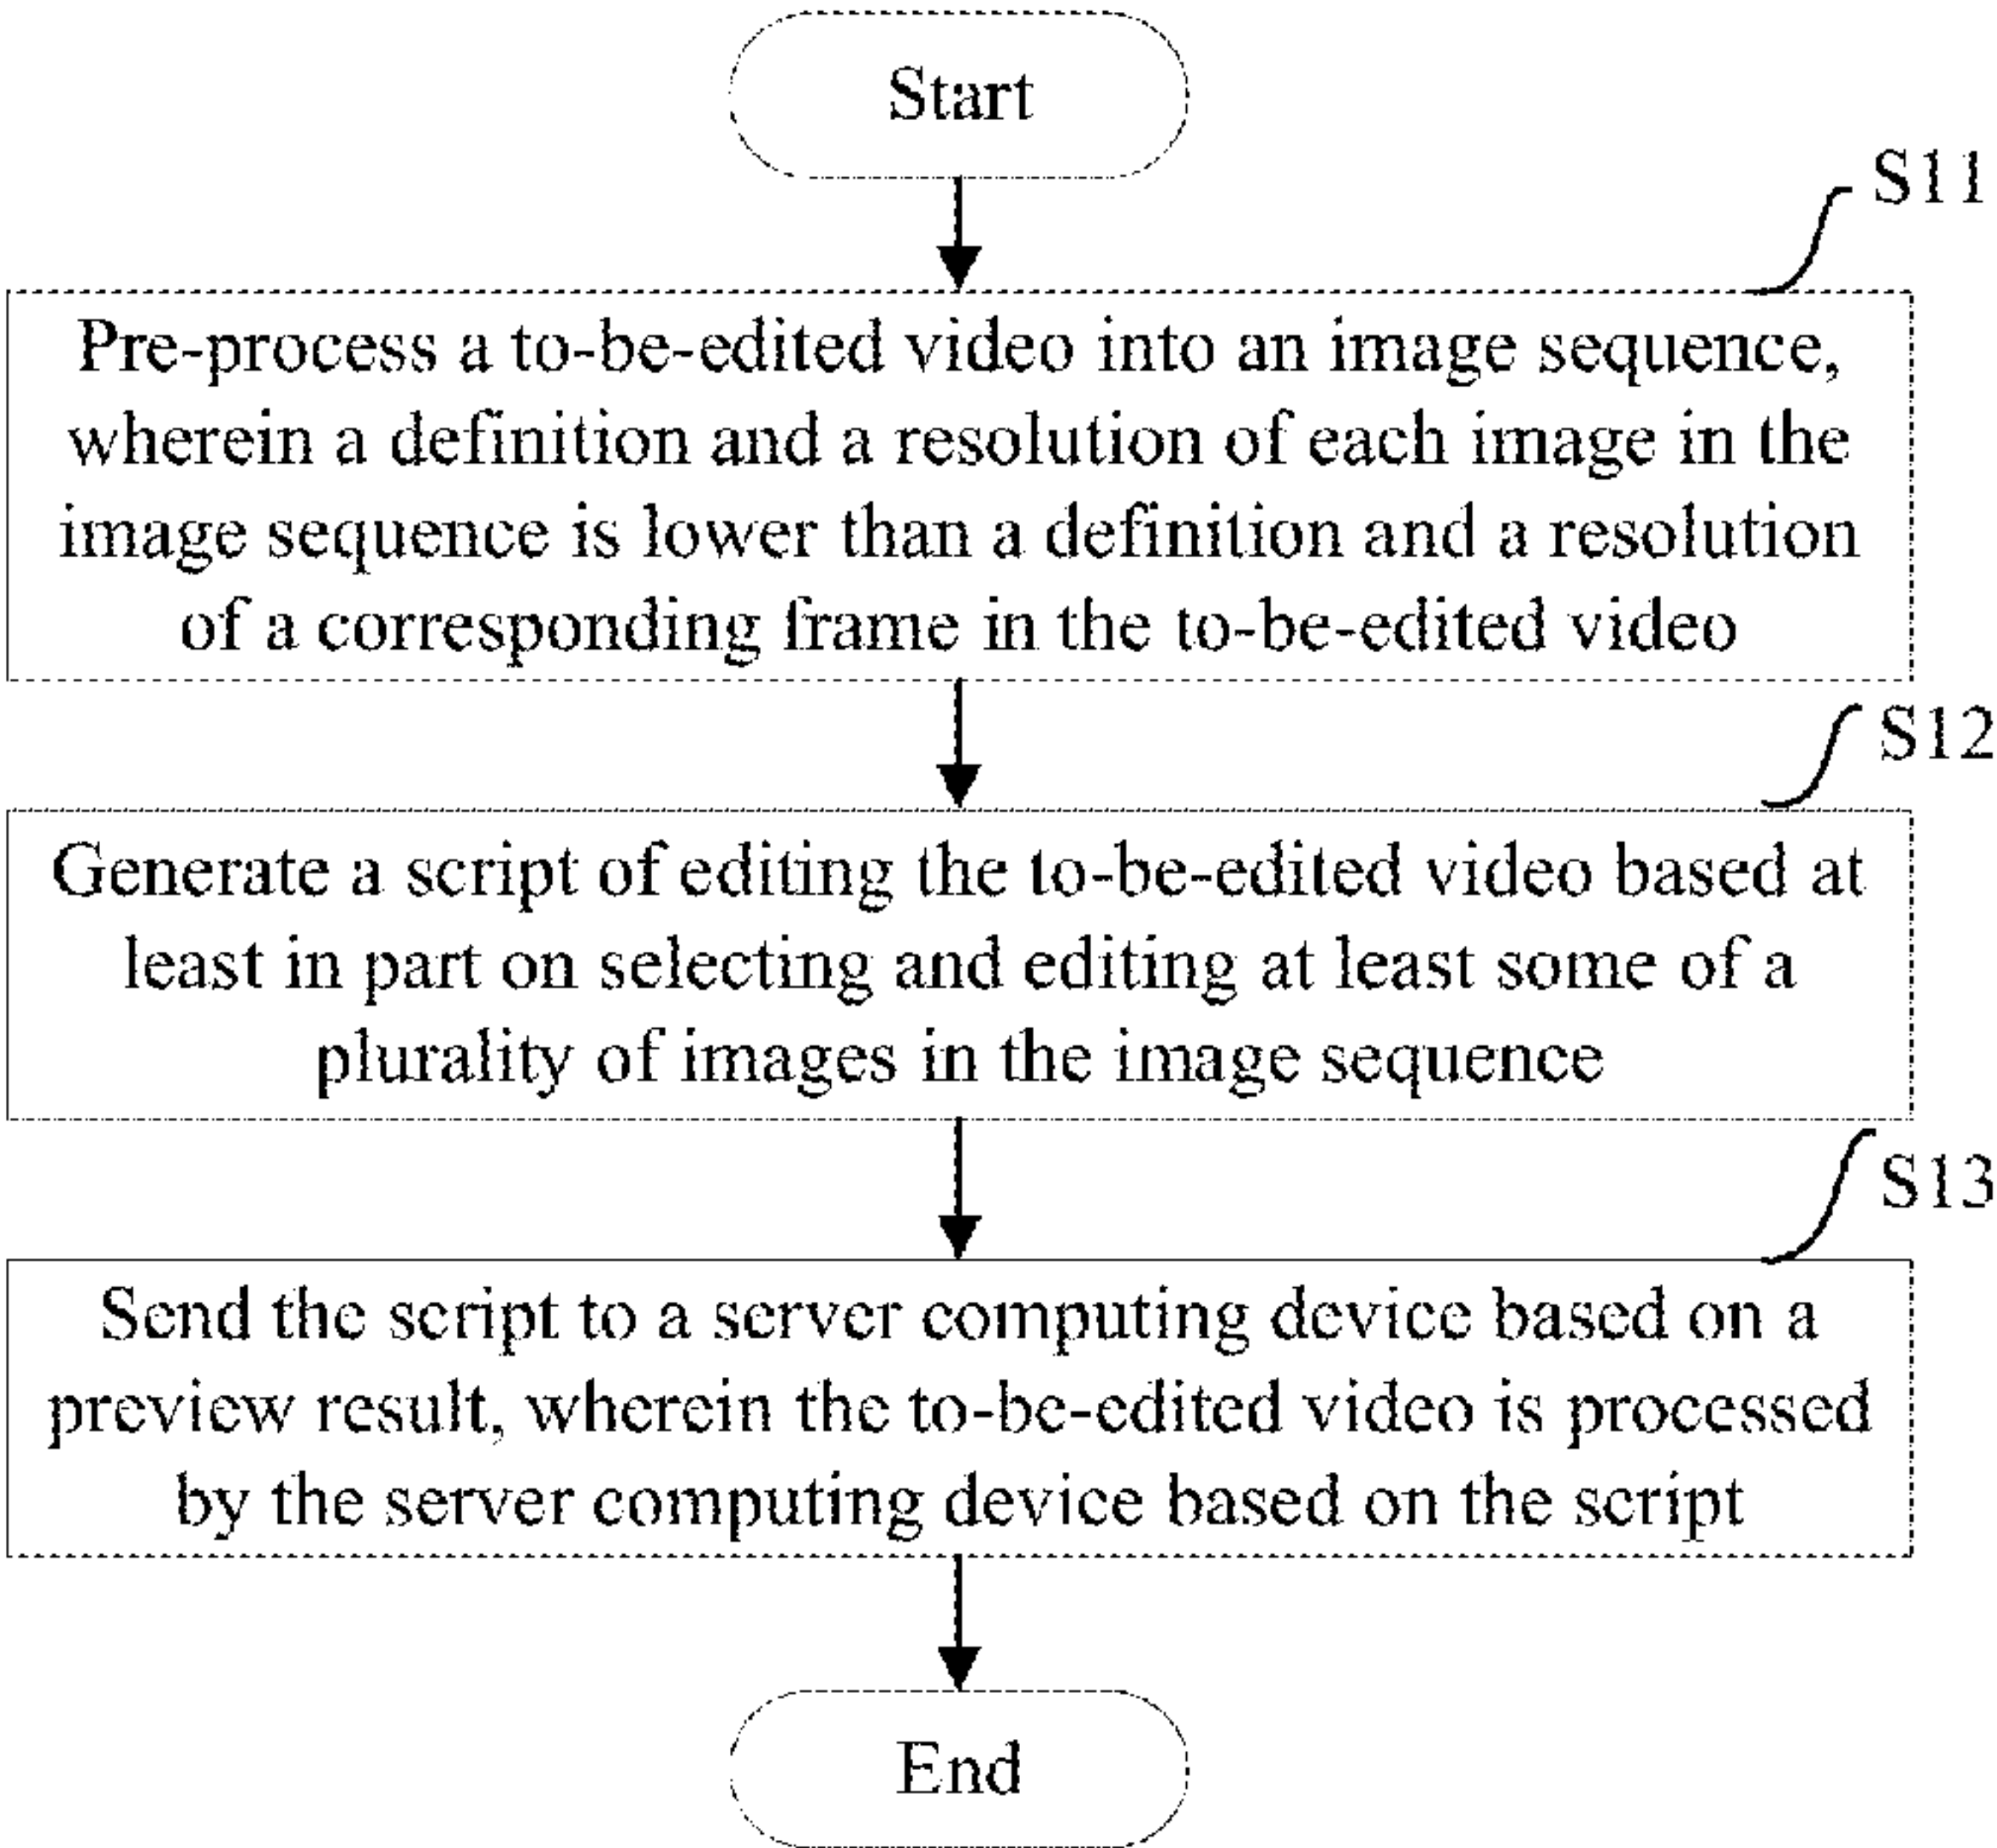 Start
S11
Pre-process a to-be-edited video into an image sequence,
wherein a definition and a resolution of each image in the
image sequence is lower than a definition and a resolution
of a corresponding frame in the to-be-edited video
S12
Generate a script of editing the to-be-edited video based at
least in part on selecting and editing at least some of a
plurality of images in the image sequence
S13
Send the script to a server computing device based on a
preview result, wherein the to-be-edited video is processed
by the server computing device based on the script
End